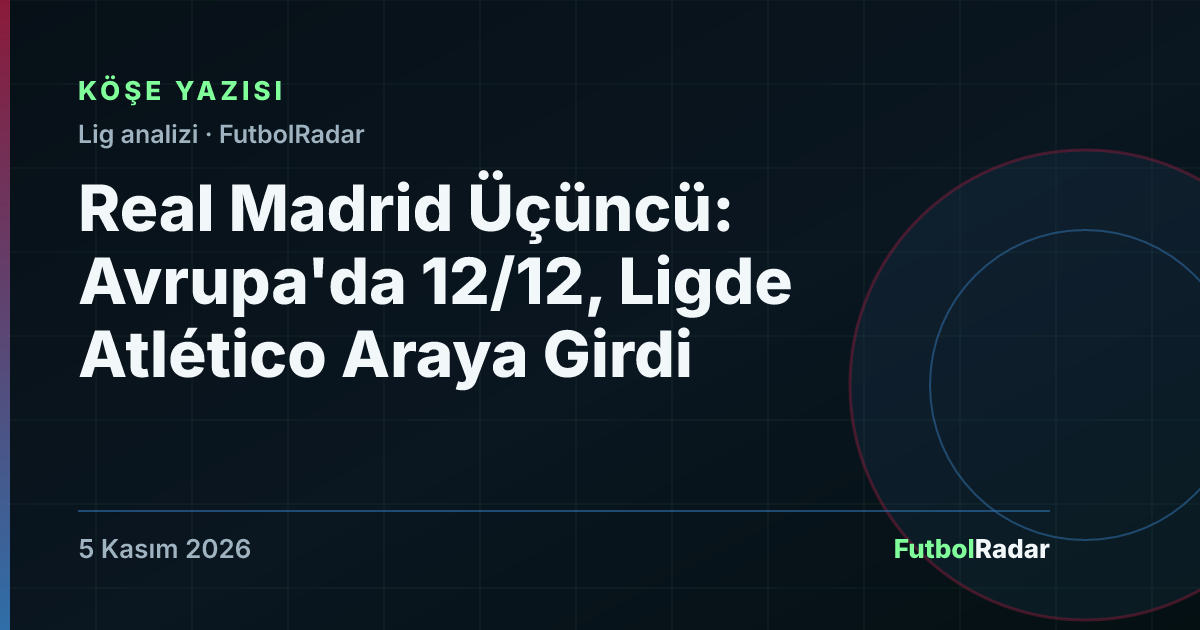 KÖŞE YAZISI
Lig analizi · FutbolRadar
Real Madrid Üçüncü:
Avrupa'da 12/12, Ligde
Atlético Araya Girdi
5 Kasım 2026
FutbolRadar